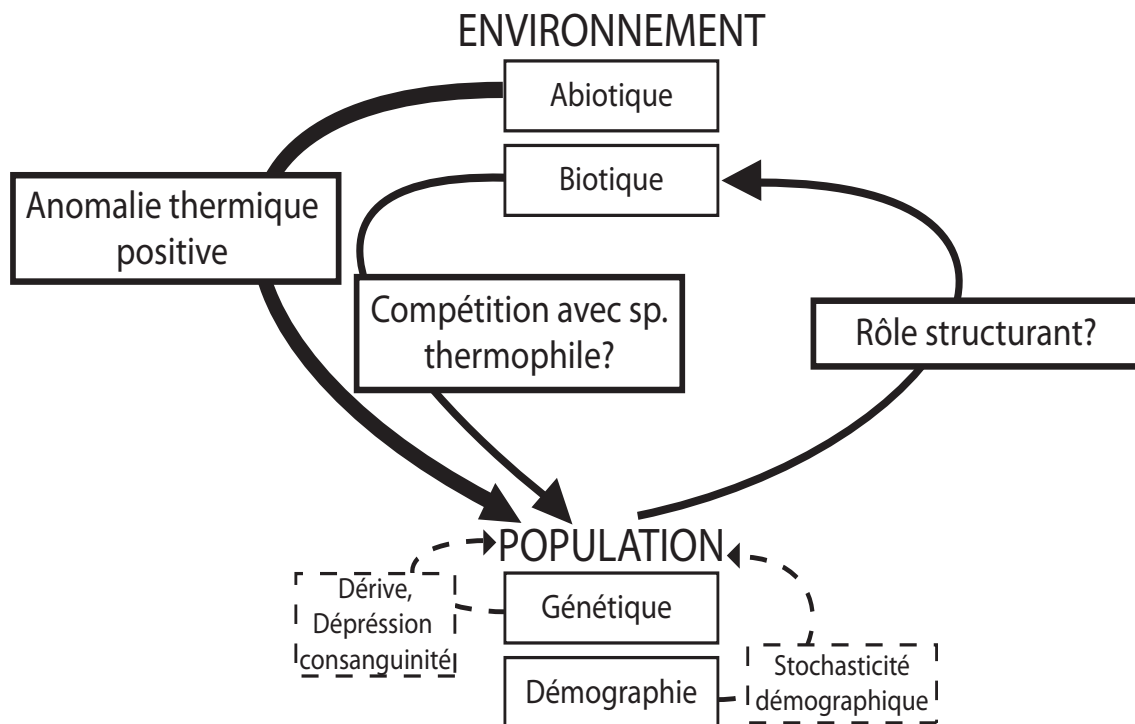 ENVIRONNEMENT
Abiotique
Biotique
Anomalie thermique
positive
Compétition avec sp.
thermophile?
Rôle structurant?
POPULATION
Dérive,
Dépréssion
consanguinité
Génétique
Démographie
Stochasticité
démographique